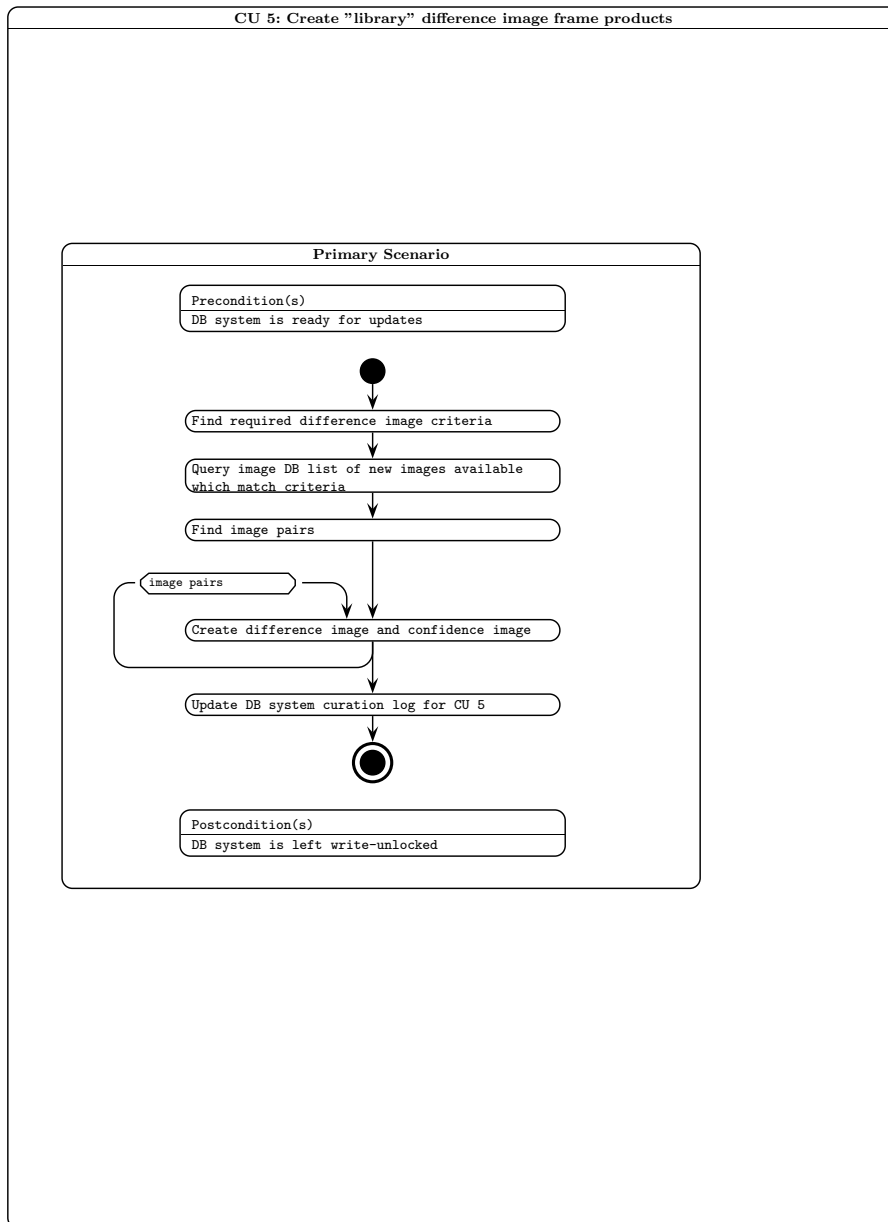 CU 5: Create ”library” difference image frame products
Primary Scenario
Precondition(s)
DB system is ready for updates
Find required difference image criteria
Query image DB list of new images available
which match criteria
Find image pairs
image pairs
Create difference image and confidence image
Update DB system curation log for CU 5
Postcondition(s)
DB system is left write-unlocked